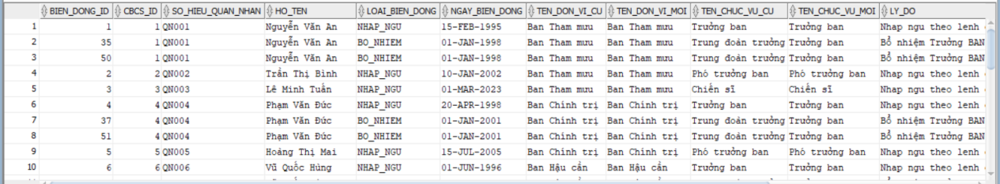 BIEN_DONG_ID CBCS_ID SO_HIEU_QUAN_NHAN HO_TEN LOAI_BIEN_DONG NGAY_BIEN_DONG TEN_DON_VI_CU TEN_DON_VI_MOI TEN_CHUC_VU_CU TEN_CHUC_VU_MOI LY_DO
1 1 1 QN001 Nguyễn Văn An NHAP_NGU 15-FEB-1995 Ban Tham mưu Ban Tham mưu Trưởng ban Trưởng ban Nhap ngu theo lenh
2 35 1 QN001 Nguyễn Văn An BO_NHIEM 01-JAN-1998 Ban Tham mưu Ban Tham mưu Trung đoàn trưởng Trưởng ban Bổ nhiệm Trưởng BAN
3 50 1 QN001 Nguyễn Văn An BO_NHIEM 01-JAN-1998 Ban Tham mưu Ban Tham mưu Trung đoàn trưởng Trưởng ban Bổ nhiệm Trưởng BAN
4 2 2 QN002 Trần Thị Bình NHAP_NGU 10-JAN-2002 Ban Tham mưu Ban Tham mưu Phó trưởng ban Phó trưởng ban Nhap ngu theo lenh
5 3 3 QN003 Lê Minh Tuấn NHAP_NGU 01-MAR-2023 Ban Tham mưu Ban Tham mưu Chiến sĩ Chiến sĩ Nhap ngu theo lenh
6 4 4 QN004 Phạm Văn Đức NHAP_NGU 20-APR-1998 Ban Chính trị Ban Chính trị Trưởng ban Trưởng ban Nhap ngu theo lenh
7 37 4 QN004 Phạm Văn Đức BO_NHIEM 01-JAN-2001 Ban Chính trị Ban Chính trị Trung đoàn trưởng Trưởng ban Bổ nhiệm Trưởng BAN
8 51 4 QN004 Phạm Văn Đức BO_NHIEM 01-JAN-2001 Ban Chính trị Ban Chính trị Trung đoàn trưởng Trưởng ban Bổ nhiệm Trưởng BAN
9 5 5 QN005 Hoàng Thị Mai NHAP_NGU 15-JUL-2005 Ban Chính trị Ban Chính trị Phó trưởng ban Phó trưởng ban Nhap ngu theo lenh
10 6 6 QN006 Vũ Quốc Hùng NHAP_NGU 01-JUN-1996 Ban Hậu cần Ban Hậu cần Trưởng ban Trưởng ban Nhap ngu theo lenh